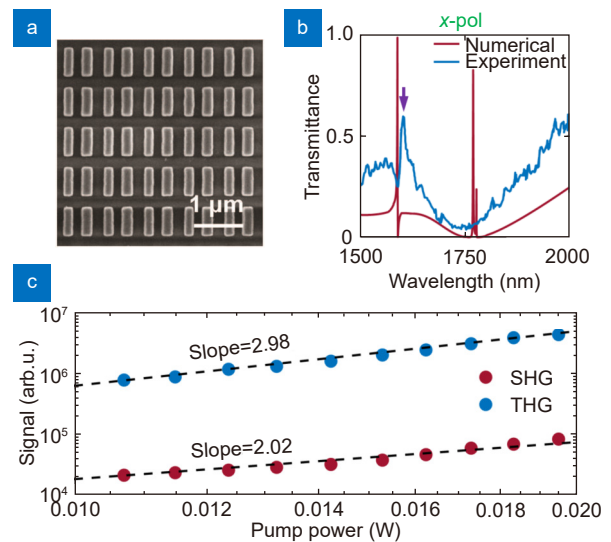 a
1 μm
b
x-pol
Numerical
Experiment
Transmittance
1.0
0.5
0
1500
1750
2000
Wavelength (nm)
c
Signal (arb.u.)
10⁷
10⁶
10⁵
10⁴
Slope=2.98
Slope=2.02
SHG
THG
0.010
0.012
0.014
0.016
0.018
0.020
Pump power (W)